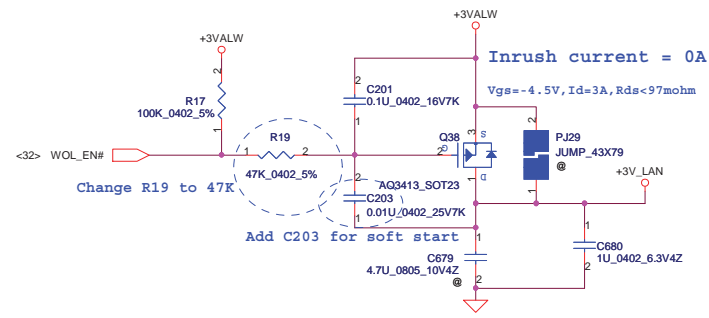 +3VALW
+3VALW
Inrush current = 0A
2
R17
100K_0402_5%
1
2
C201
0.1U_0402_16V7K
1
Vgs=-4.5V,Id=3A,Rds<97mohm
3
S
Q38
G
2
D
1
2
PJ29
JUMP_43X79
@
1
<32> WOL_EN#
1
R19
2
47K_0402_5%
Change R19 to 47K
2
AO3413_SOT23
C203
0.01U_0402_25V7K
1
Add C203 for soft start
+3V_LAN
1
C679
4.7U_0805_10V4Z
@
2
1
C680
1U_0402_6.3V4Z
2